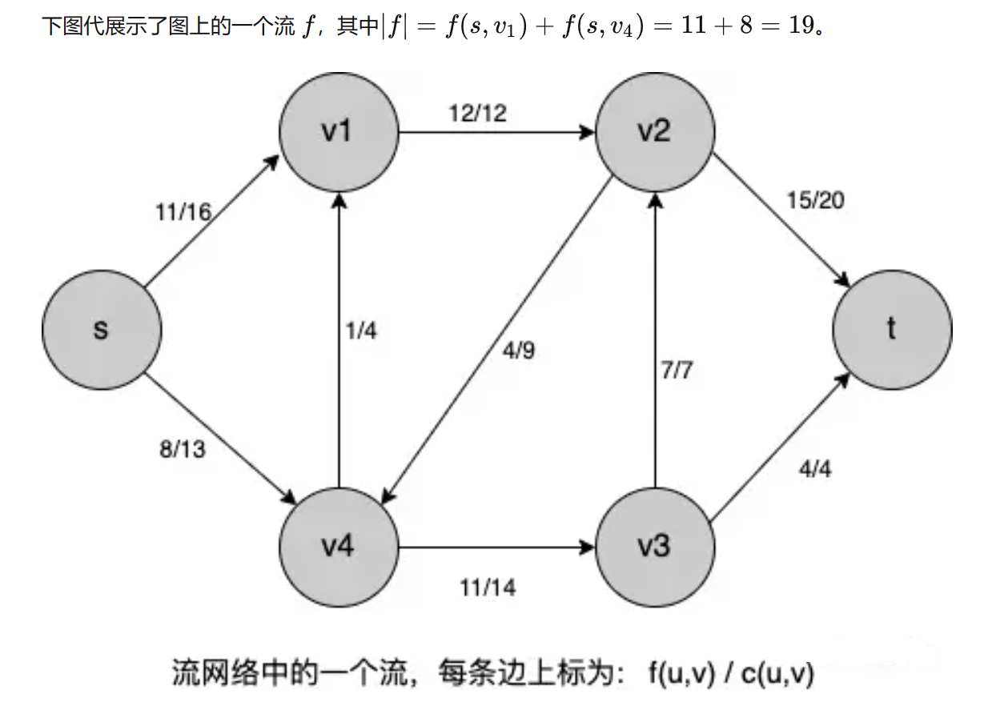 下图代展示了图上的一个流 f，其中|f| = f(s, v₁) + f(s, v₄) = 11 + 8 = 19。
v1
12/12
v2
11/16
15/20
s
1/4
4/9
7/7
t
8/13
4/4
v4
11/14
v3
流网络中的一个流，每条边上标为：f(u,v) / c(u,v)